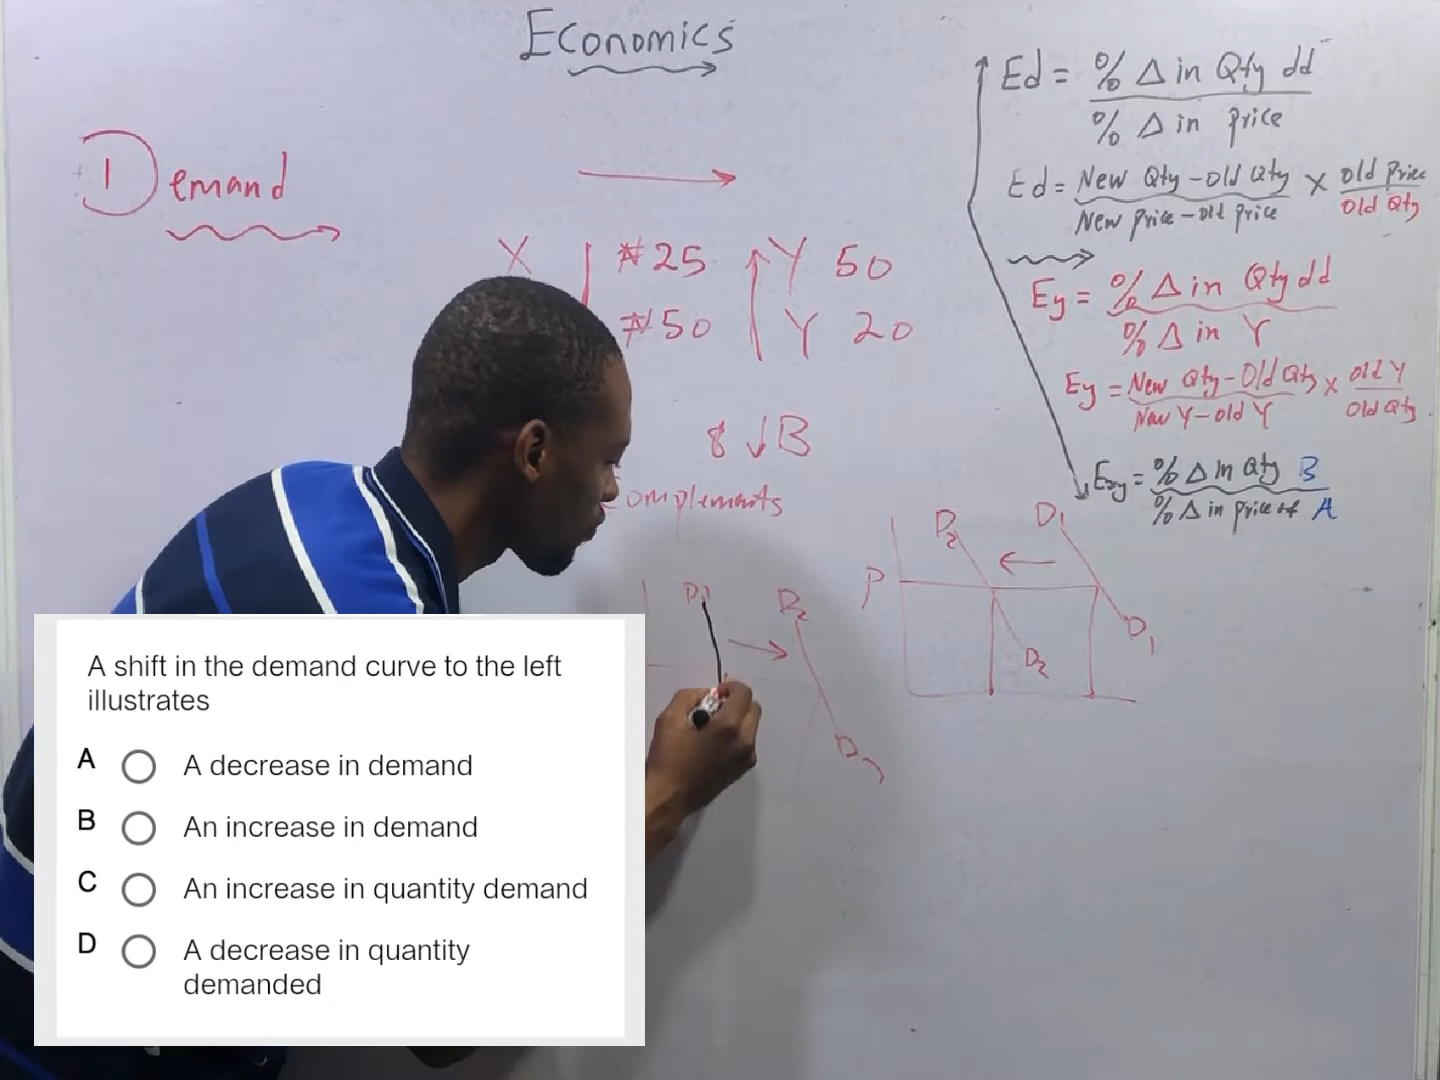 Economics
Demand
X
₦25
Y 50
₦50
Y 20
8 ↓ B
omplements
D1
D2
D1
P
D2
D1
D2
D1
Ed = % Δ in Qty dd
% Δ in price
Ed = New Qty - Old Qty × Old Price
New price - old price Old Qty
Ey = % Δ in Qty dd
% Δ in Y
Ey = New Qty - Old Qty × Old Y
New Y - old Y Old Qty
Exy = % Δ in Qty B
% Δ in price of A
A shift in the demand curve to the left
illustrates
A A decrease in demand
B An increase in demand
C An increase in quantity demand
D A decrease in quantity
demanded